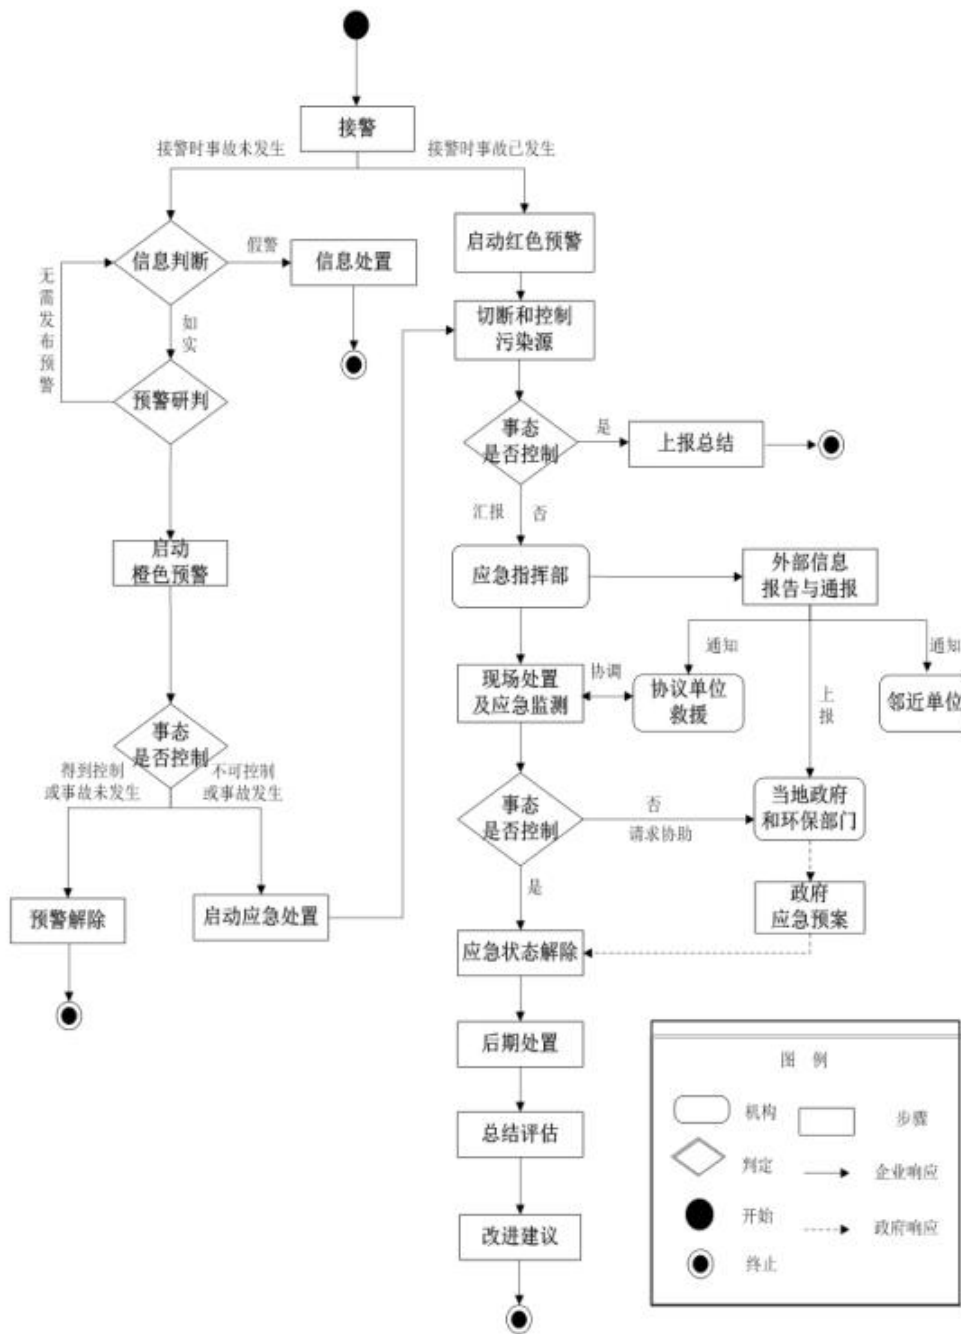 接警
接警时事故未发生
接警时事故已发生
启动红色预警
信息判断
假警
信息处置
无需发布预警
如实
切断和控制
污染源
预警研判
事态
是否控制
是
上报总结
汇报
否
启动
橙色预警
应急指挥部
外部信息
报告与通报
通知
通知
现场处置
及应急监测
协调
协议单位
救援
上报
邻近单位
事态
是否控制
得到控制
或事故未发生
不可控制
或事故发生
事态
是否控制
否
请求协助
当地政府
和环保部门
是
预警解除
启动应急处置
政府
应急预案
应急状态解除
后期处置
总结评估
改进建议
图 例
机构
步骤
判定
企业响应
开始
政府响应
终止